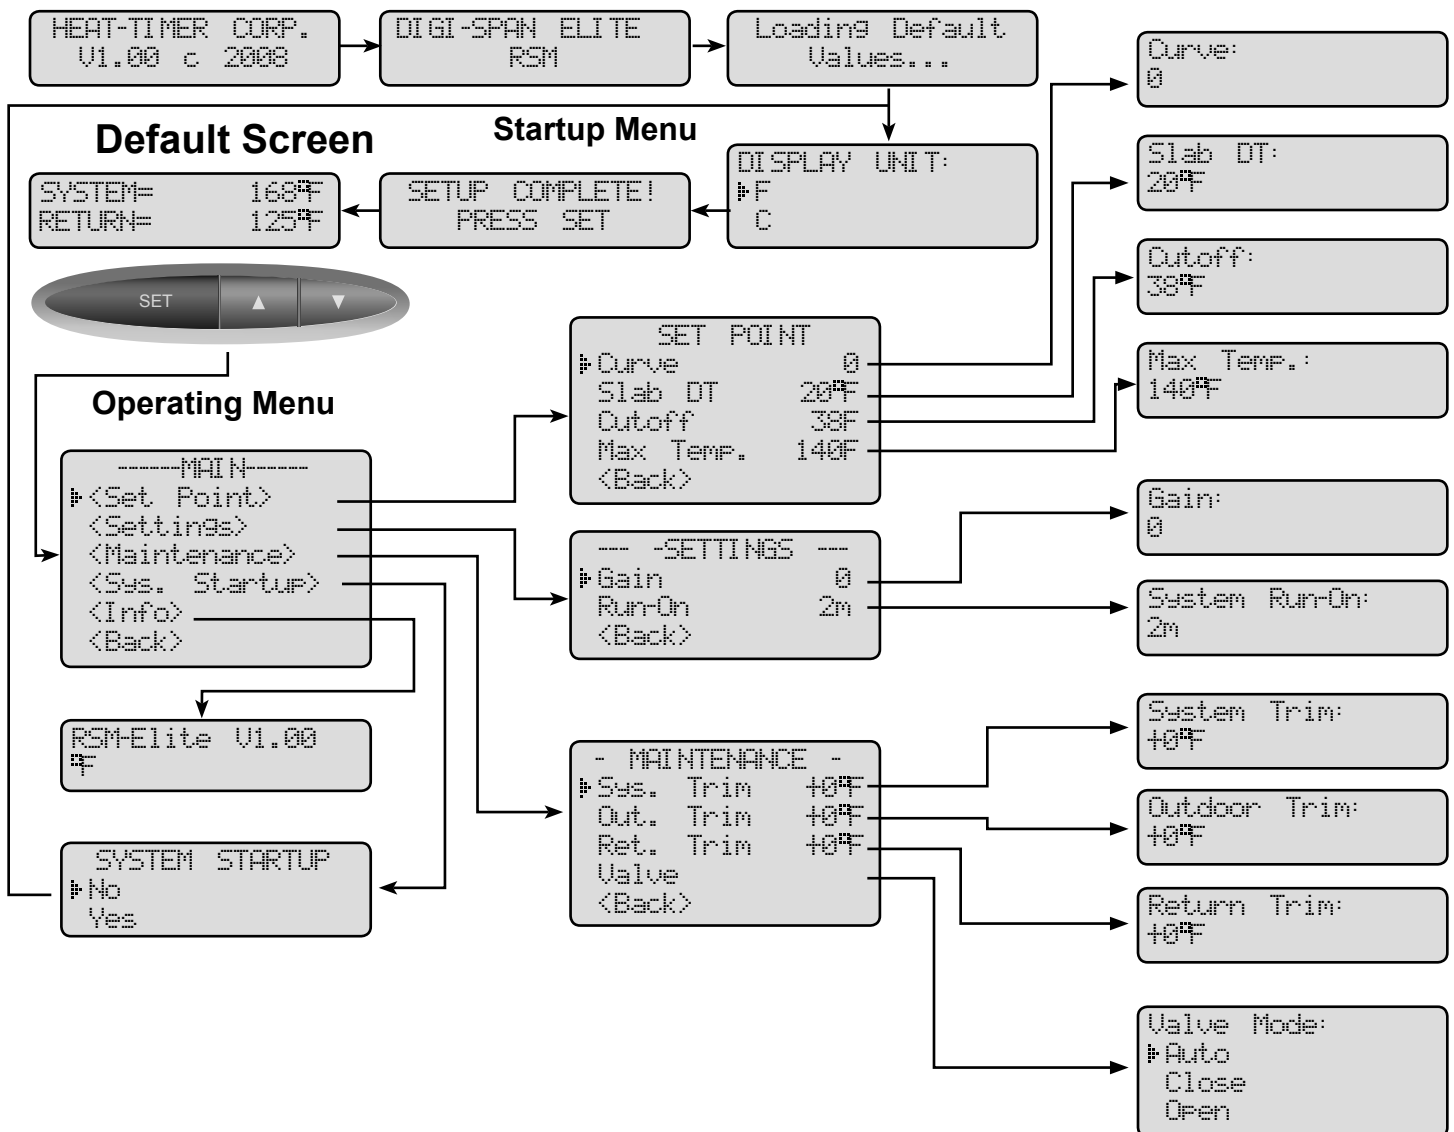 HEAT-TIMER CORP.
V1.00 c 2008
DIGI-SPAN ELITE
RSM
Loading Default
Values...
Default Screen
Startup Menu
DISPLAY UNIT:
F
C
SETUP COMPLETE!
PRESS SET
SYSTEM= 168°F
RETURN= 125°F
SET ▲ ▼
Operating Menu
------MAIN------
<Set Point>
<Settings>
<Maintenance>
<Sys. Startup>
<Info>
<Back>
RSM-Elite V1.00
°F
SYSTEM STARTUP
No
Yes
SET POINT
Curve 0
Slab DT 20°F
Cutoff 38F
Max Temp. 140F
<Back>
--- -SETTINGS ---
Gain 0
Run-On 2m
<Back>
- MAINTENANCE -
Sys. Trim +0°F
Out. Trim +0°F
Ret. Trim +0°F
Valve
<Back>
Curve:
0
Slab DT:
20°F
Cutoff:
38°F
Max Temp.:
140°F
Gain:
0
System Run-On:
2m
System Trim:
+0°F
Outdoor Trim:
+0°F
Return Trim:
+0°F
Valve Mode:
Auto
Close
Open